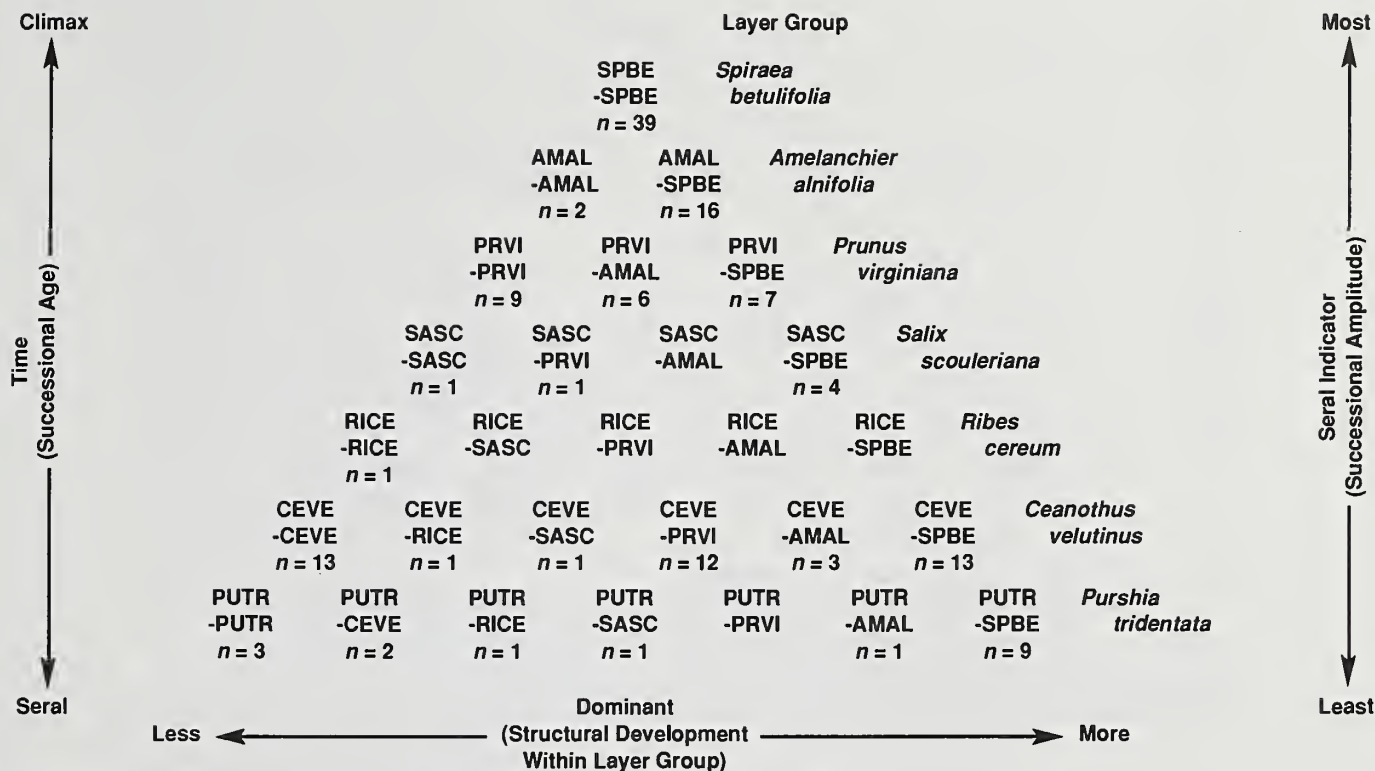 Climax Layer Group Most
SPBE Spiraea
-SPBE betulifolia
n = 39
AMAL AMAL Amelanchier
-AMAL -SPBE alnifolia
n = 2 n = 16
PRVI PRVI PRVI Prunus
-PRVI -AMAL -SPBE virginiana
n = 9 n = 6 n = 7
SASC SASC SASC SASC Salix
-SASC -PRVI -AMAL -SPBE scouleriana
n = 1 n = 1 n = 4
Time
(Successional Age)
Seral Indicator
(Successional Amplitude)
RICE RICE RICE RICE RICE Ribes
-RICE -SASC -PRVI -AMAL -SPBE cereum
n = 1
CEVE CEVE CEVE CEVE CEVE CEVE Ceanothus
-CEVE -RICE -SASC -PRVI -AMAL -SPBE velutinus
n = 13 n = 1 n = 1 n = 12 n = 3 n = 13
PUTR PUTR PUTR PUTR PUTR PUTR PUTR Purshia
-PUTR -CEVE -RICE -SASC -PRVI -AMAL -SPBE tridentata
n = 3 n = 2 n = 1 n = 1 n = 1 n = 9
Seral Dominant Least
Less (Structural Development More
Within Layer Group)